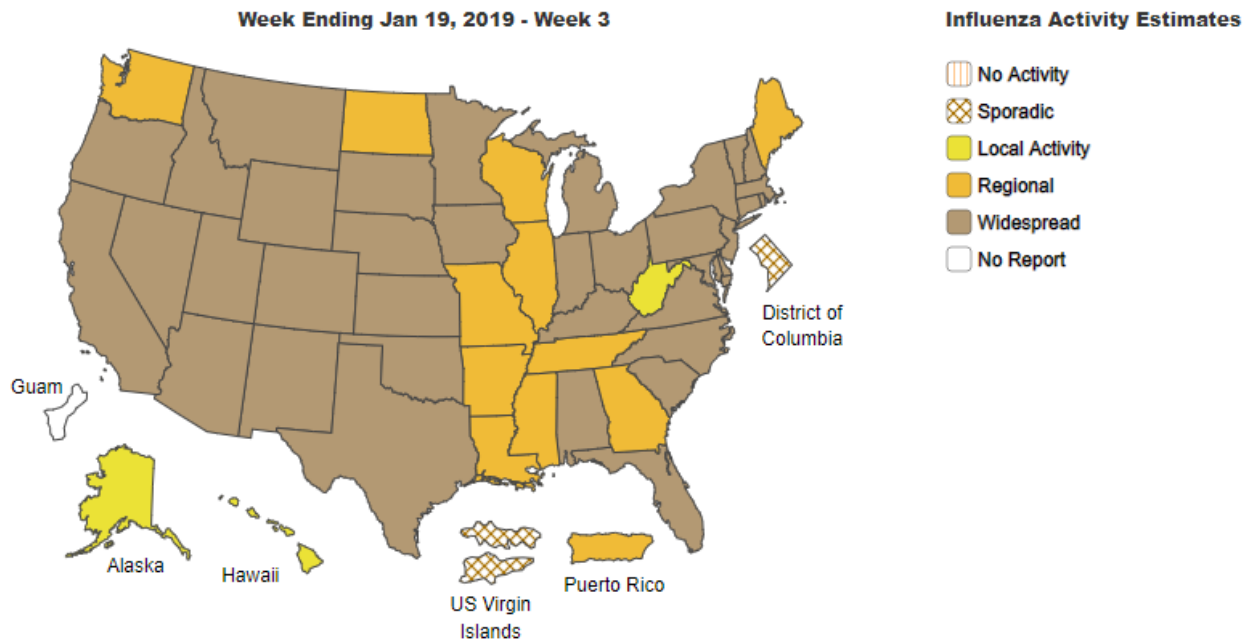 Week Ending Jan 19, 2019 - Week 3
Influenza Activity Estimates
No Activity
Sporadic
Local Activity
Regional
Widespread
No Report
District of
Columbia
Guam
Alaska
Hawaii
US Virgin
Islands
Puerto Rico